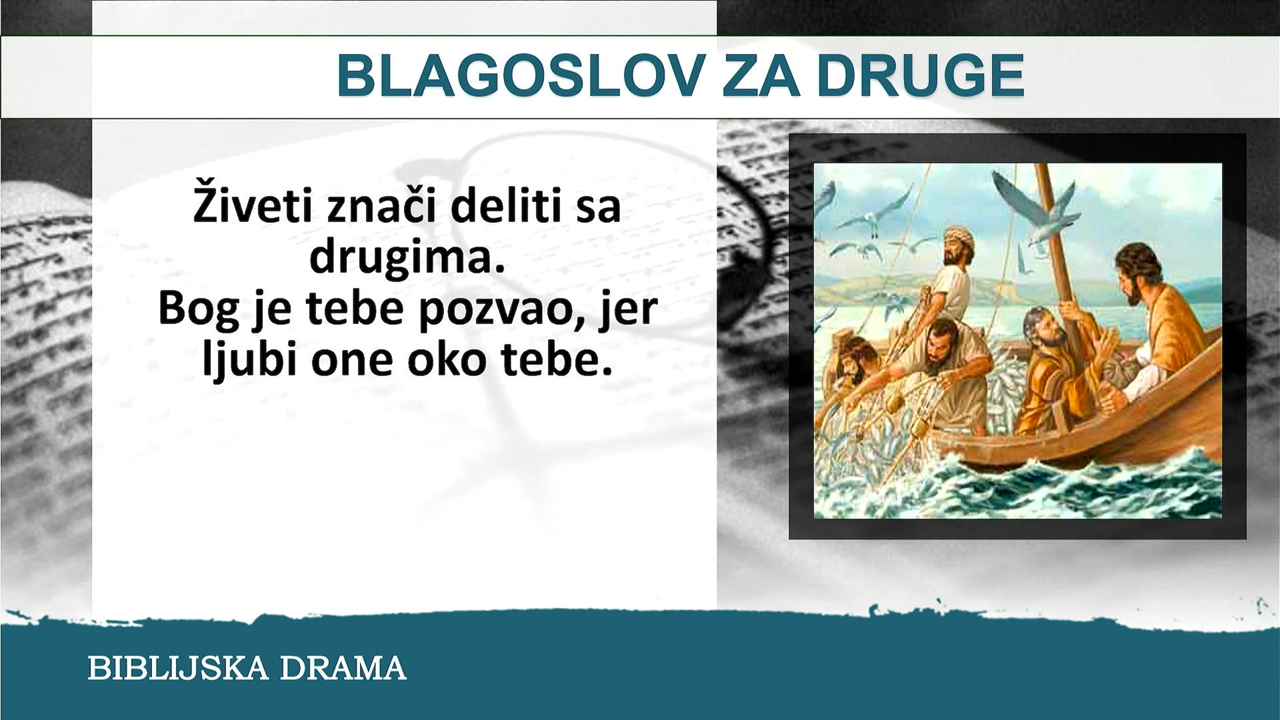 BLAGOSLOV ZA DRUGE
Živeti znači deliti sa
drugima.
Bog je tebe pozvao, jer
ljubi one oko tebe.
BIBLIJSKA DRAMA